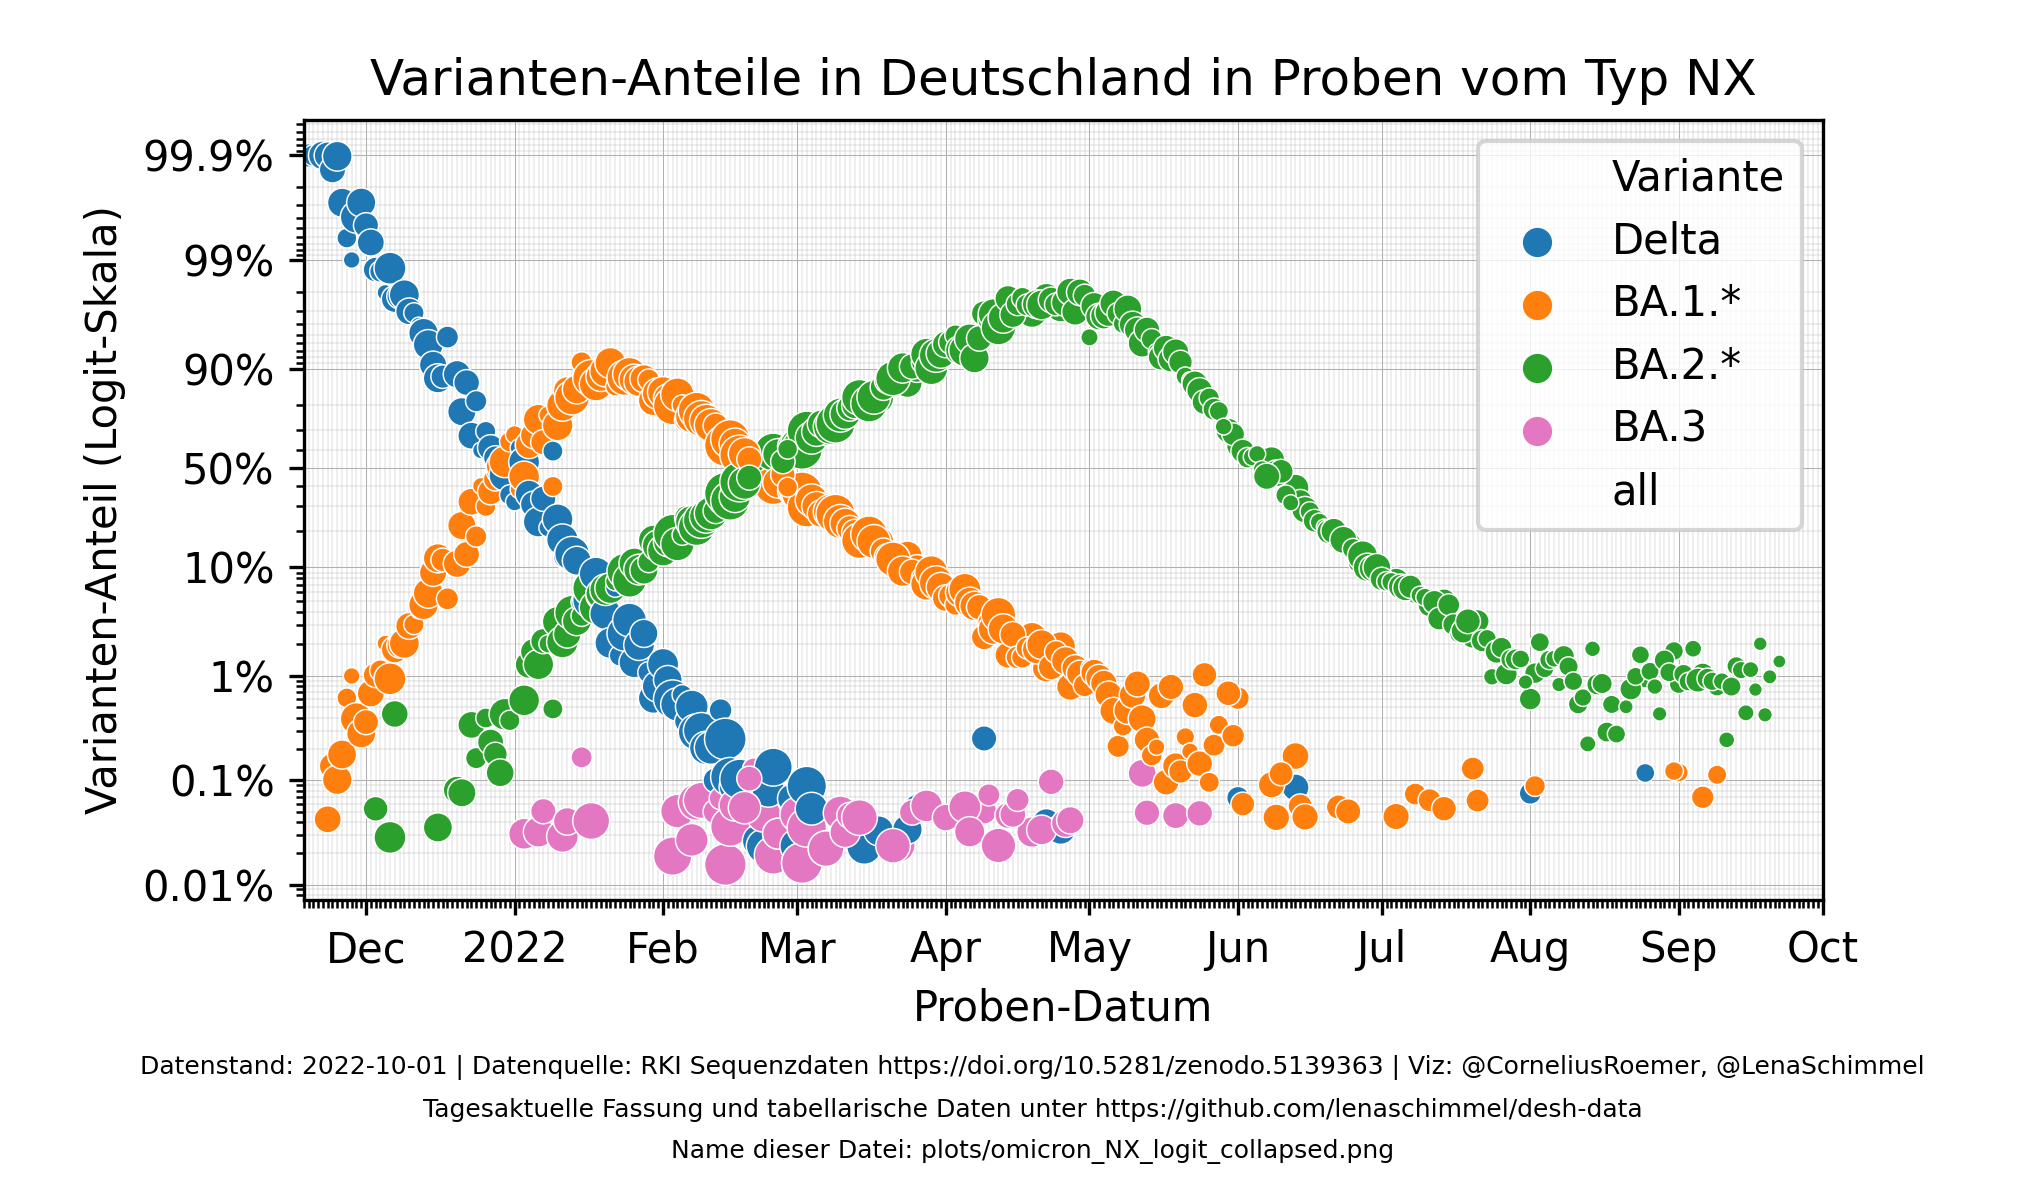 Varianten-Anteile in Deutschland in Proben vom Typ NX
Varianten-Anteil (Logit-Skala)
99.9%
99%
90%
50%
10%
1%
0.1%
0.01%
Variante
Delta
BA.1.*
BA.2.*
BA.3
all
Dec 2022 Feb Mar Apr May Jun Jul Aug Sep Oct
Proben-Datum
Datenstand: 2022-10-01 | Datenquelle: RKI Sequenzdaten https://doi.org/10.5281/zenodo.5139363 | Viz: @CorneliusRoemer, @LenaSchimmel
Tagesaktuelle Fassung und tabellarische Daten unter https://github.com/lenaschimmel/desh-data
Name dieser Datei: plots/omicron_NX_logit_collapsed.png